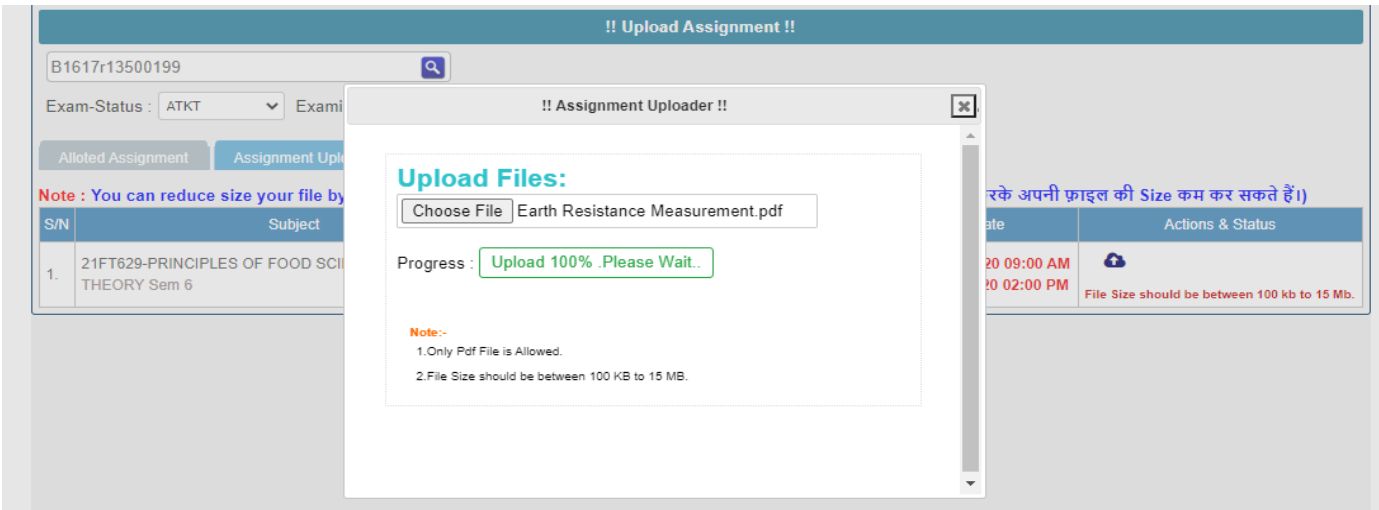 !! Upload Assignment !!
B1617r13500199
Exam-Status : ATKT Exami
!! Assignment Uploader !!
Alloted Assignment Assignment Uplo
Note : You can reduce size your file by रके अपनी फ़ाइल की Size कम कर सकते हैं।)
S/N Subject ate Actions & Status
1. 21FT629-PRINCIPLES OF FOOD SCI
THEORY Sem 6
20 09:00 AM
20 02:00 PM
File Size should be between 100 kb to 15 Mb.
Upload Files:
Choose File Earth Resistance Measurement.pdf
Progress : Upload 100% .Please Wait..
Note:-
1.Only Pdf File is Allowed.
2.File Size should be between 100 KB to 15 MB.